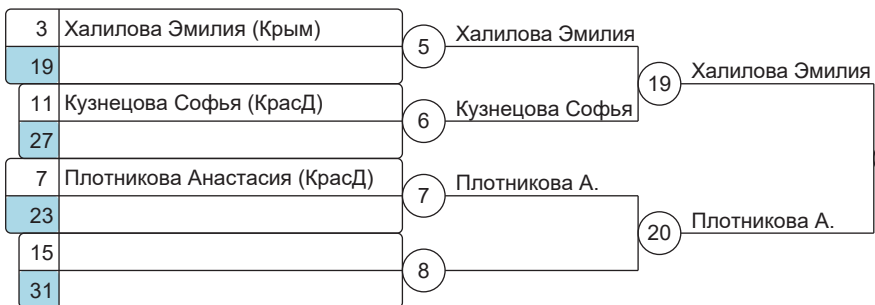 3 Халилова Эмилия (Крым)
19
5 Халилова Эмилия
11 Кузнецова Софья (КрасД)
27
6 Кузнецова Софья
19 Халилова Эмилия
7 Плотникова Анастасия (КрасД)
23
7 Плотникова А.
15
31
8
20 Плотникова А.